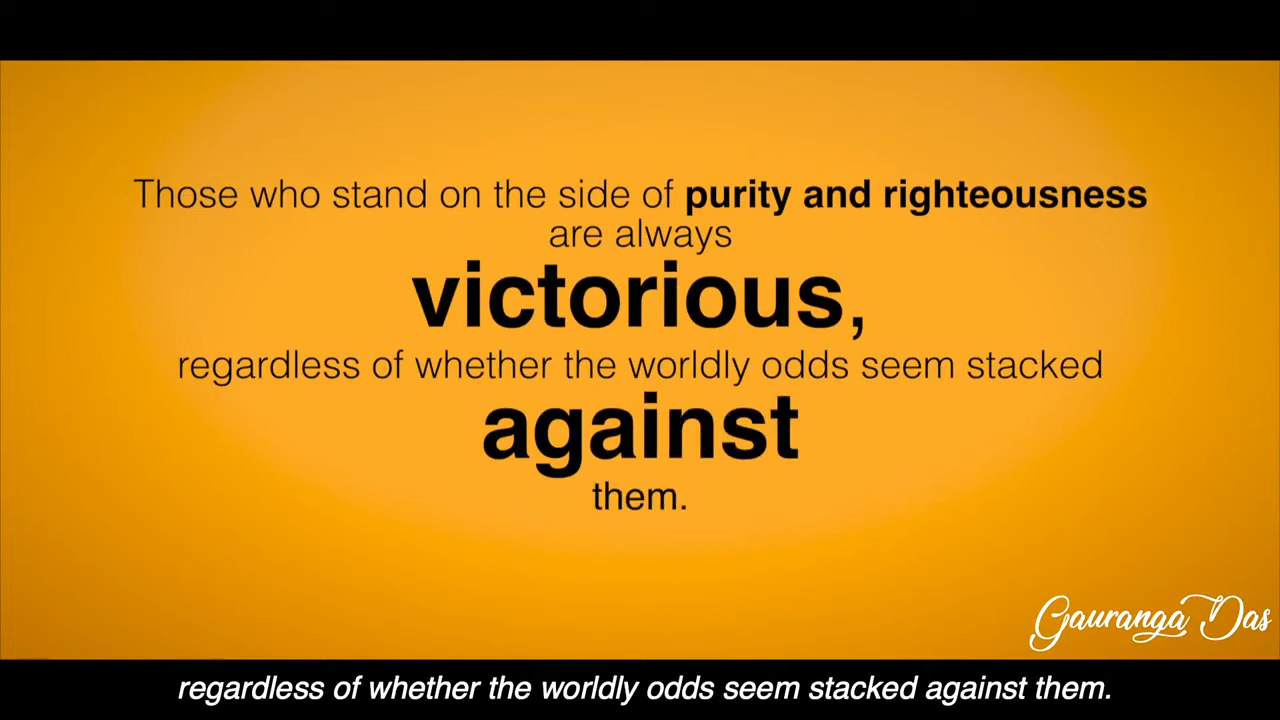 Those who stand on the side of purity and righteousness
are always
victorious,
regardless of whether the worldly odds seem stacked
against
them.
Gauranga Das
regardless of whether the worldly odds seem stacked against them.